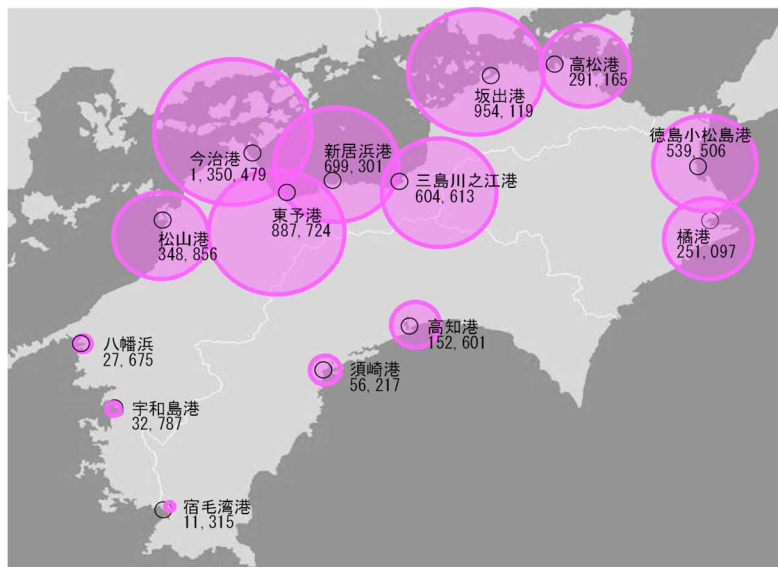 高松港
291,165
坂出港
954,119
徳島小松島港
539,506
今治港
1,350,479
新居浜港
699,301
三島川之江港
604,613
東予港
887,724
松山港
348,856
橘港
251,097
高知港
152,601
八幡浜
27,675
須崎港
56,217
宇和島港
32,787
宿毛湾港
11,315